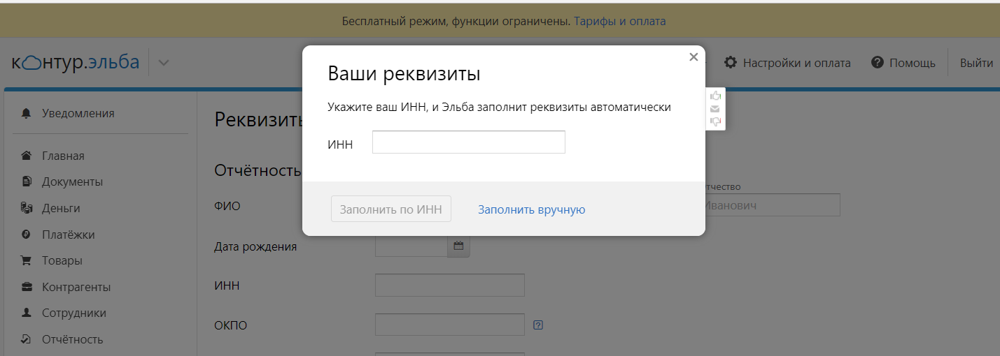 Бесплатный режим, функции ограничены. Тарифы и оплата
контур.эльба
Настройки и оплата
Помощь
Выйти
Ваши реквизиты
Укажите ваш ИНН, и Эльба заполнит реквизиты автоматически
ИНН
Заполнить по ИНН
Заполнить вручную
Уведомления
Главная
Документы
Деньги
Платёжки
Товары
Контрагенты
Сотрудники
Отчётность
Реквизиты
Отчётность
тчество
ФИО
Иванович
Дата рождения
ИНН
ОКПО